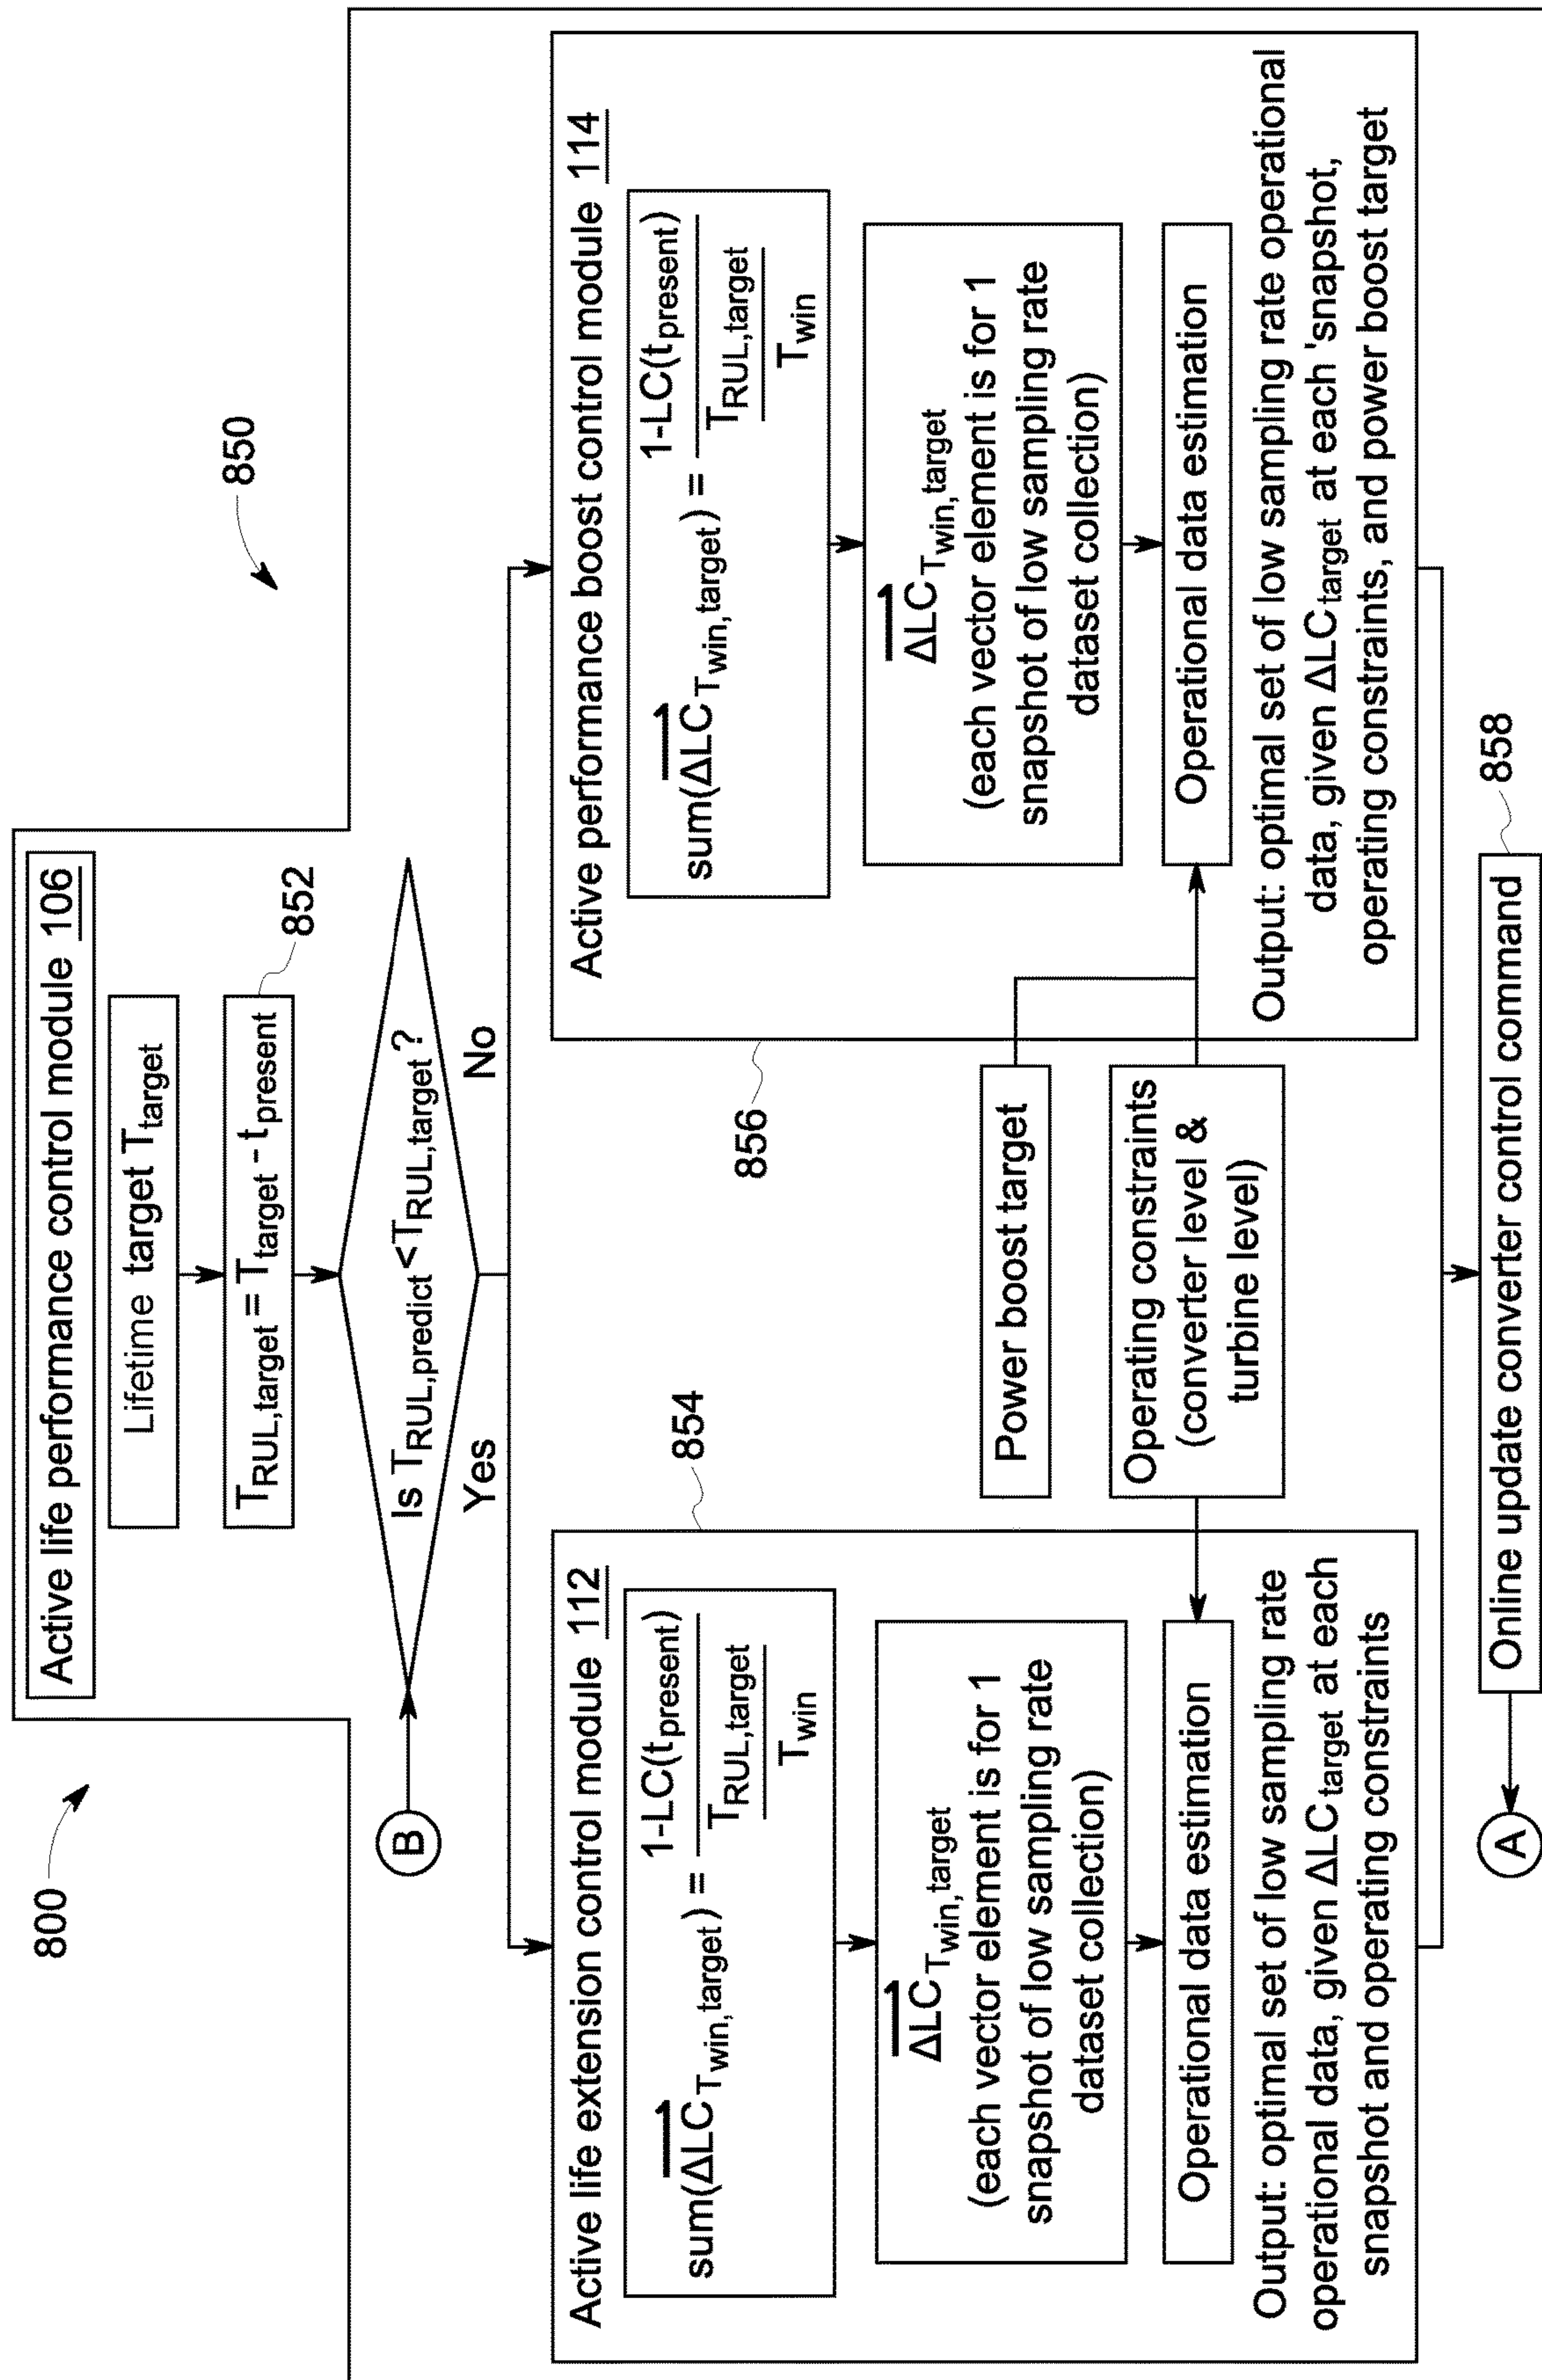 800
850
Active life performance control module 106
Lifetime target T_target
T_RUL,target = T_target - t_present
852
B
Is T_RUL,predict < T_RUL,target?
Yes
No
854
Active life extension control module 112
sum(ΔLC_Twin,target) = 1-LC(t_present)
T_RUL,target
T_win
ΔLC_Twin,target
(each vector element is for 1
snapshot of low sampling rate
dataset collection)
Operational data estimation
Output: optimal set of low sampling rate
operational data, given ΔLC_target at each
snapshot and operating constraints
Power boost target
Operating constraints
(converter level &
turbine level)
856
Active performance boost control module 114
sum(ΔLC_Twin,target) = 1-LC(t_present)
T_RUL,target
T_win
ΔLC_Twin,target
(each vector element is for 1
snapshot of low sampling rate
dataset collection)
Operational data estimation
Output: optimal set of low sampling rate operational
data, given ΔLC_target at each 'snapshot,
operating constraints, and power boost target
A
Online update converter control command
858